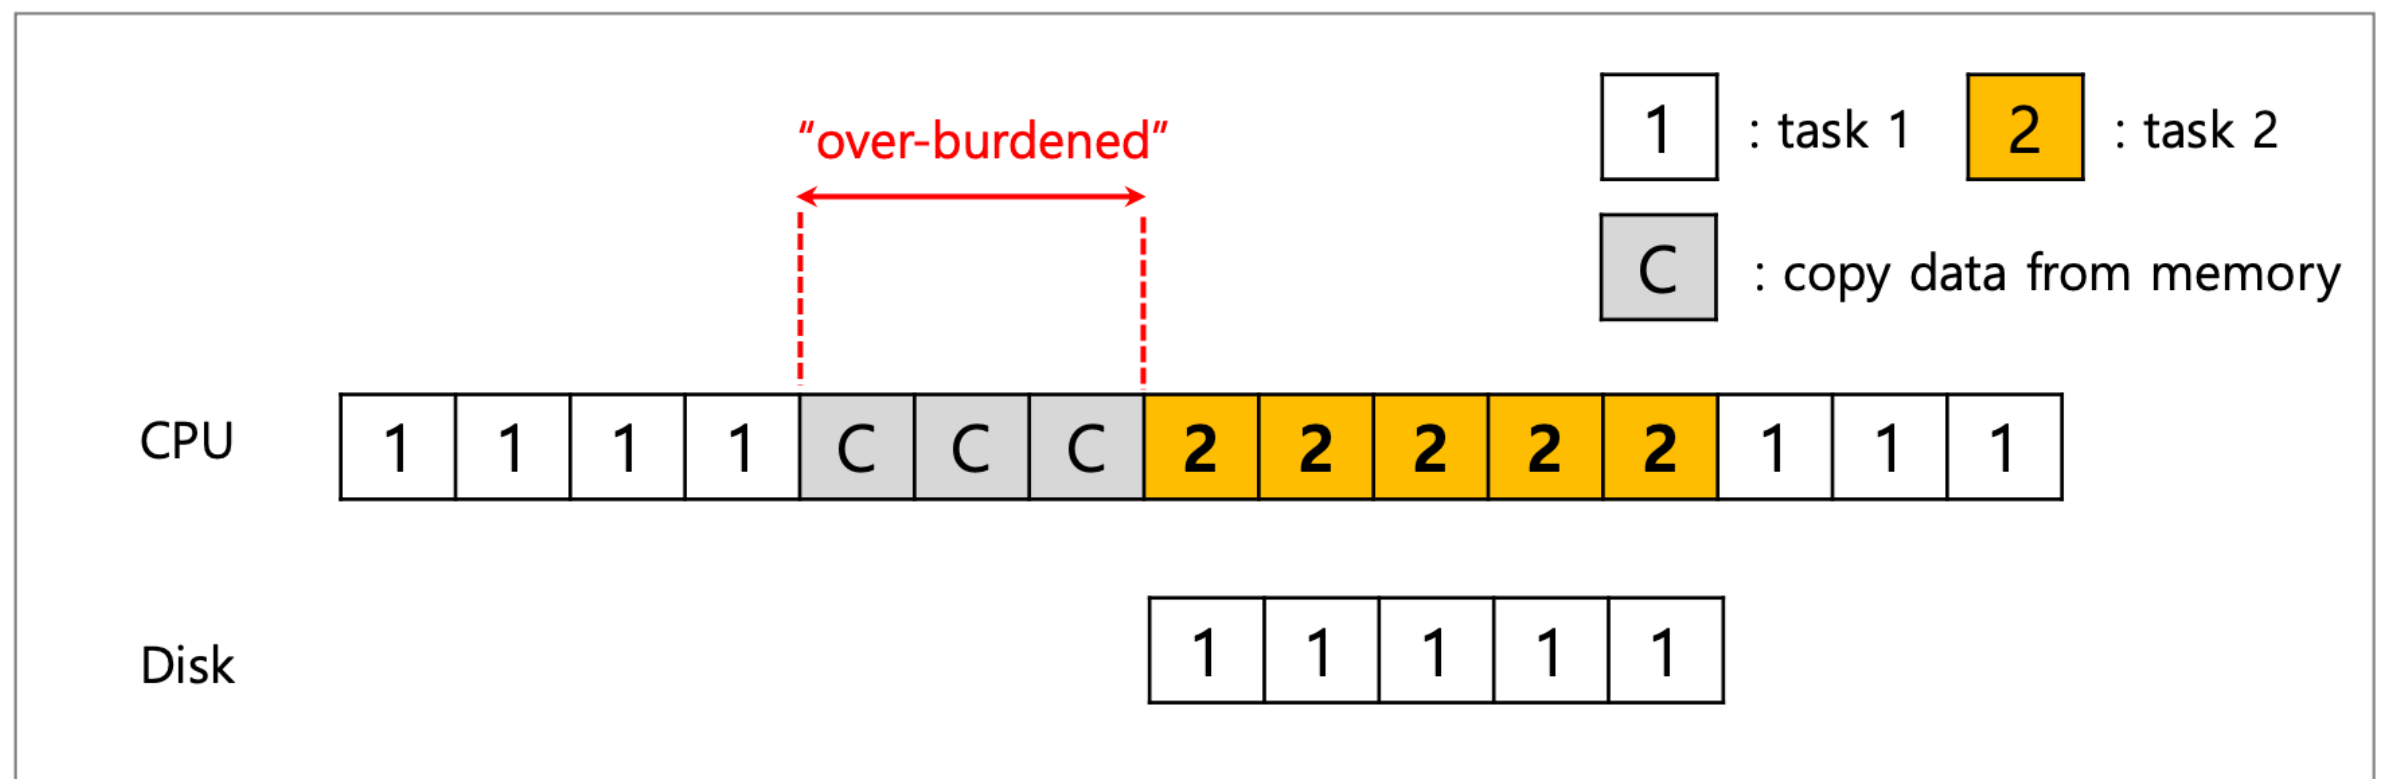 “over-burdened”
1 : task 1 2 : task 2
C : copy data from memory
CPU 1 1 1 1 C C C 2 2 2 2 2 1 1 1
Disk 1 1 1 1 1